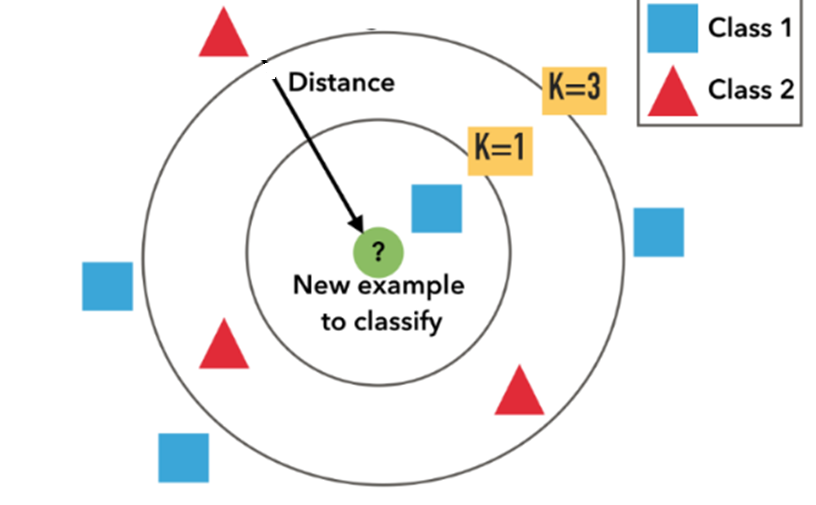 Class 1
Class 2
Distance
K=3
K=1
?
New example
to classify